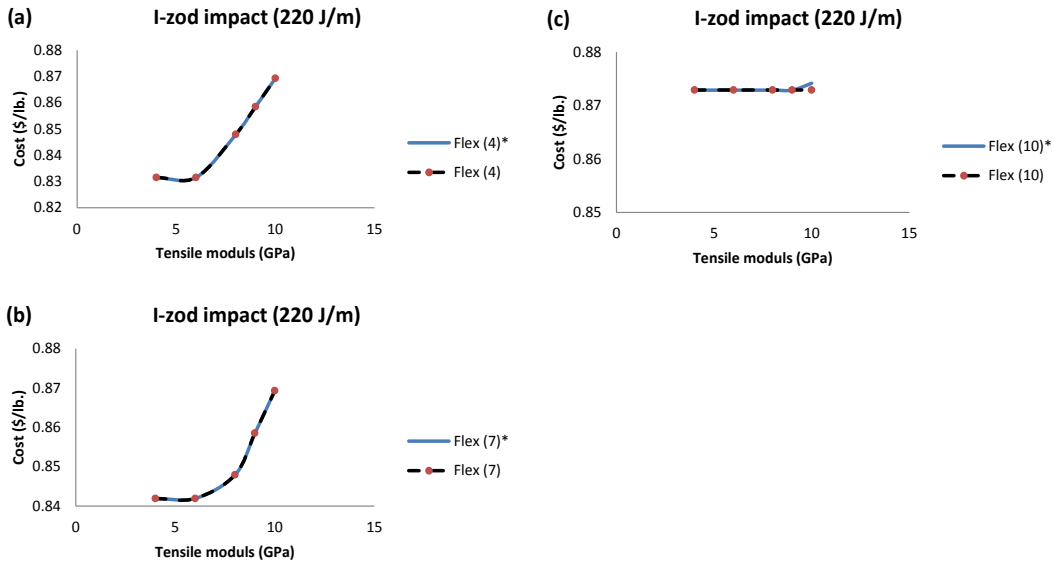 (a)
I-zod impact (220 J/m)
0.88
0.87
0.86
0.85
0.84
0.83
0.82
Cost ($/lb.)
0
5
10
15
Tensile moduls (GPa)
Flex (4)*
Flex (4)
(c)
I-zod impact (220 J/m)
0.88
0.87
0.86
0.85
Cost ($/lb.)
0
5
10
15
Tensile moduls (GPa)
Flex (10)*
Flex (10)
(b)
I-zod impact (220 J/m)
0.88
0.87
0.86
0.85
0.84
Cost ($/lb.)
0
5
10
15
Tensile moduls (GPa)
Flex (7)*
Flex (7)